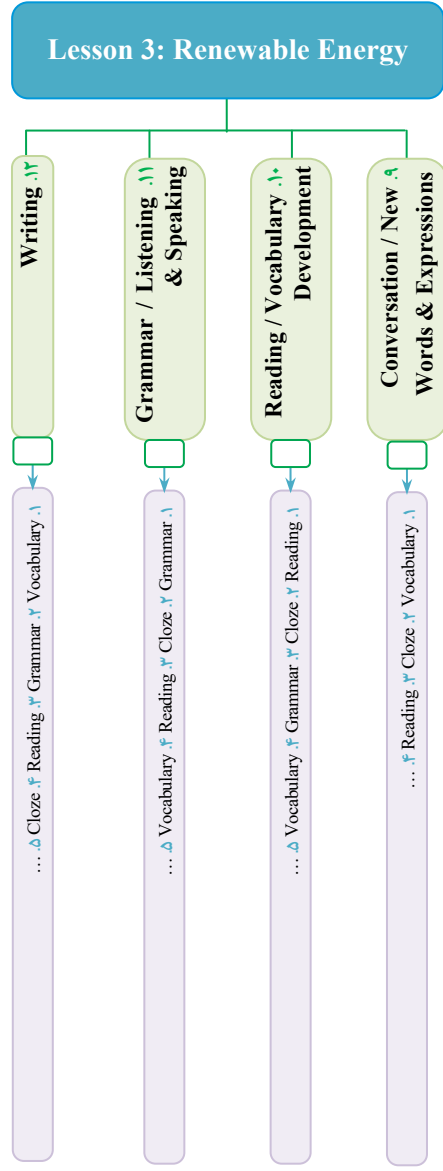 Lesson 3: Renewable Energy
۹. Conversation / New
Words & Expressions
۱. Vocabulary ۲. Cloze ۳. Reading ۴. ...
۱۰. Reading / Vocabulary
Development
۱. Reading ۲. Cloze ۳. Grammar ۴. Vocabulary ۵. ...
۱۱. Grammar / Listening
& Speaking
۱. Grammar ۲. Cloze ۳. Reading ۴. Vocabulary ۵. ...
۱۲. Writing
۱. Vocabulary ۲. Grammar ۳. Reading ۴. Cloze ۵. ...